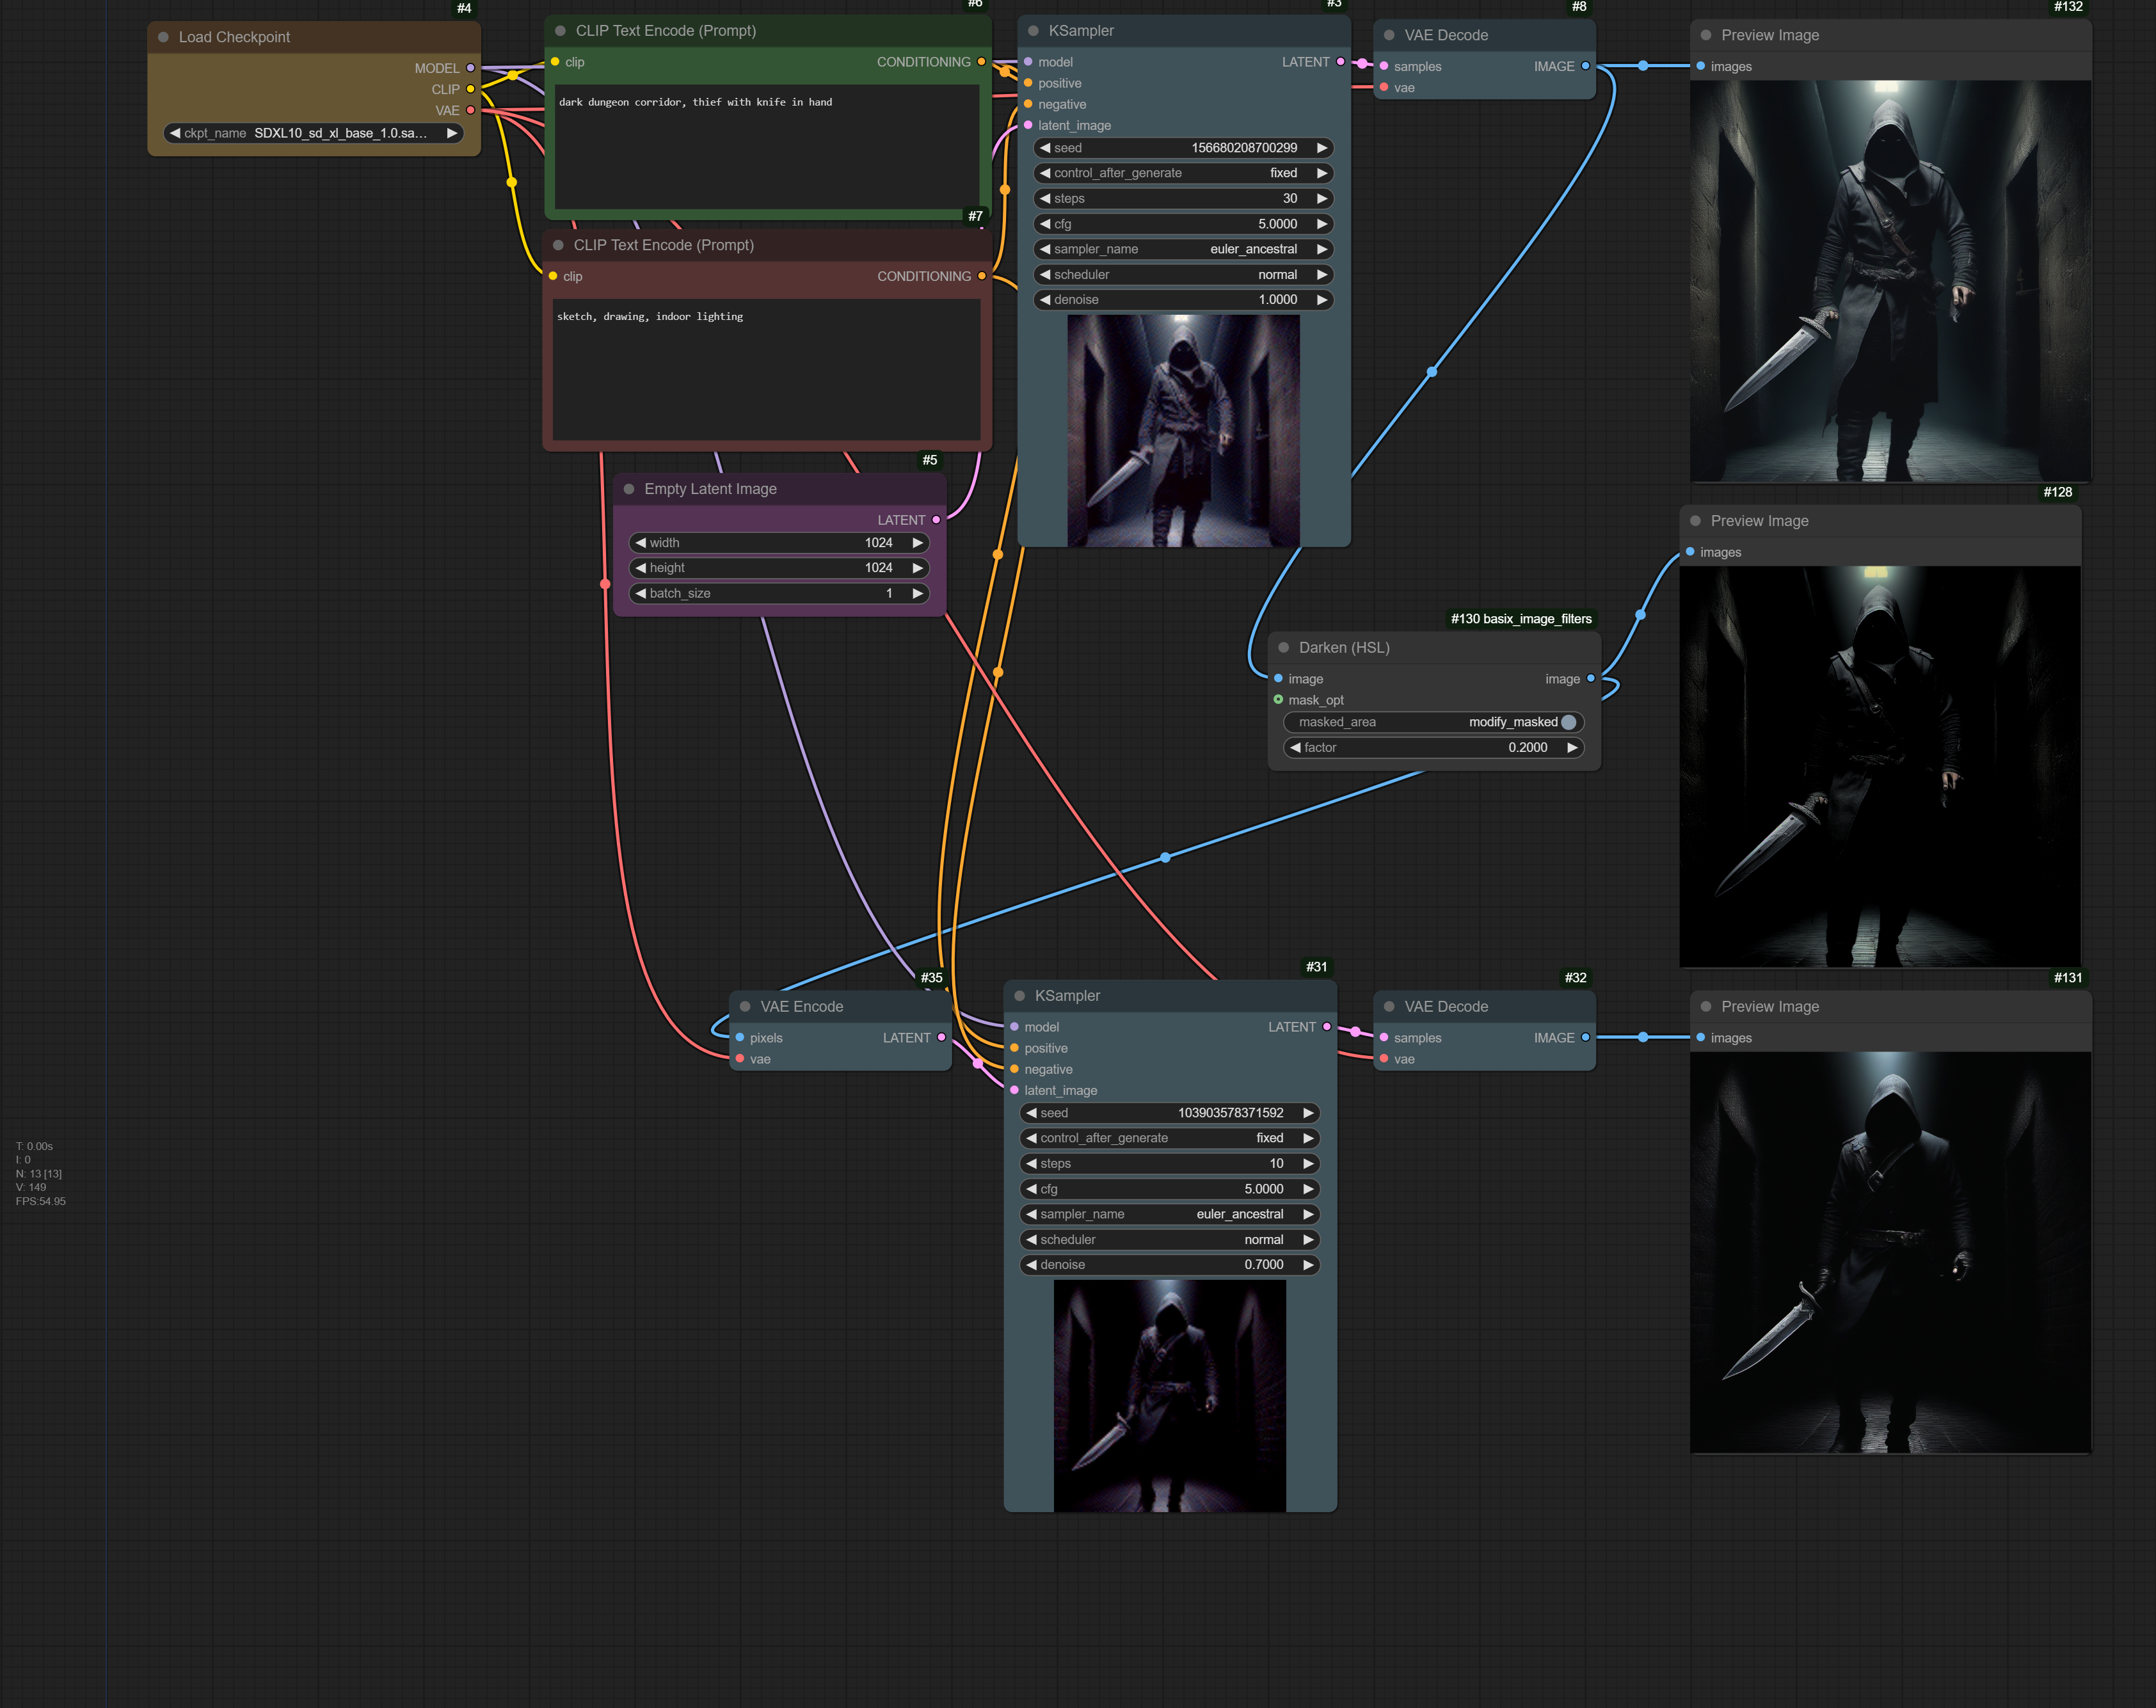 #4
Load Checkpoint
MODEL
CLIP
VAE
ckpt_name SDXL10_sd_xl_base_1.0.sa...
#6
CLIP Text Encode (Prompt)
clip CONDITIONING
dark dungeon corridor, thief with knife in hand
#7
CLIP Text Encode (Prompt)
clip CONDITIONING
sketch, drawing, indoor lighting
#5
Empty Latent Image
LATENT
width 1024
height 1024
batch_size 1
#3
KSampler
model LATENT
positive
negative
latent_image
seed 156680208700299
control_after_generate fixed
steps 30
cfg 5.0000
sampler_name euler_ancestral
scheduler normal
denoise 1.0000
#8
VAE Decode
samples IMAGE
vae
#132
Preview Image
images
#128
Preview Image
images
#130 basix_image_filters
Darken (HSL)
image image
mask_opt
masked_area modify_masked
factor 0.2000
#35
VAE Encode
pixels LATENT
vae
#31
KSampler
model LATENT
positive
negative
latent_image
seed 103903578371592
control_after_generate fixed
steps 10
cfg 5.0000
sampler_name euler_ancestral
scheduler normal
denoise 0.7000
#32
VAE Decode
samples IMAGE
vae
#131
Preview Image
images
T: 0.00s
I: 0
N: 13 [13]
V: 149
FPS:54.95